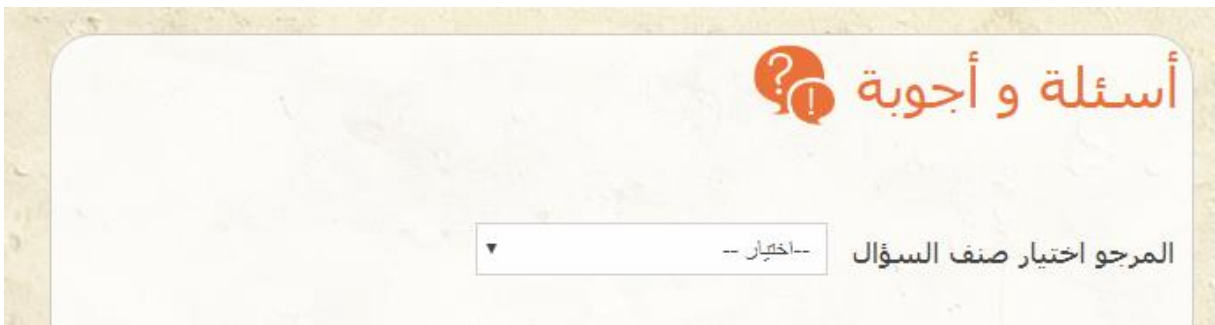 أسئلة و أجوبة
المرجو اختيار صنف السؤال --اختيار --